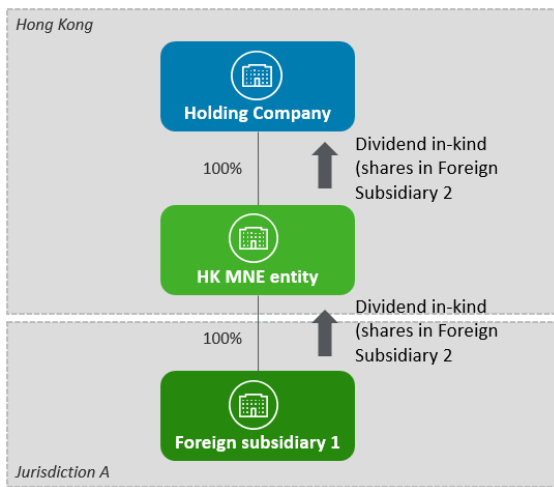 Hong Kong
Holding Company
Dividend in-kind
(shares in Foreign
Subsidiary 2
100%
HK MNE entity
Dividend in-kind
(shares in Foreign
Subsidiary 2
100%
Foreign subsidiary 1
Jurisdiction A